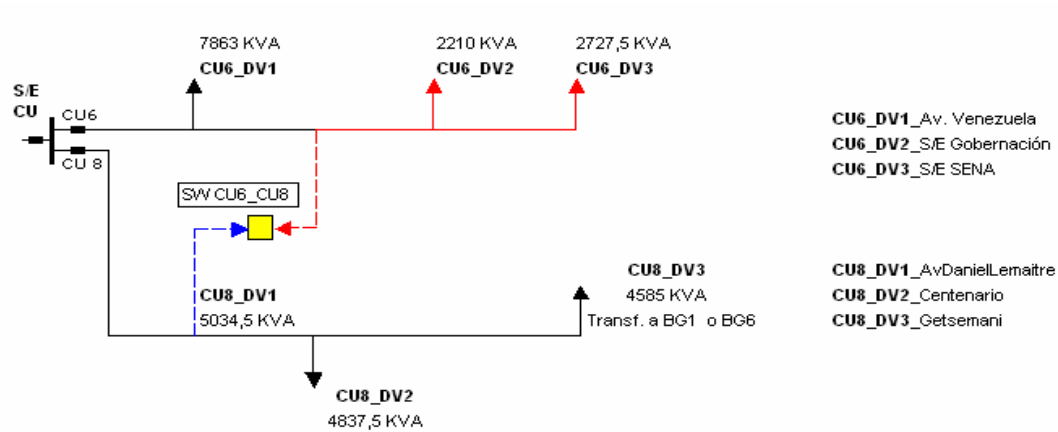 7863 KVA
CU6_DV1
2210 KVA
CU6_DV2
2727,5 KVA
CU6_DV3
S/E
CU
CU6
CU 8
CU6_DV1_Av. Venezuela
CU6_DV2_S/E Gobernación
CU6_DV3_S/E SENA
SW CU6_CU8
CU8_DV1
5034,5 KVA
CU8_DV3
4585 KVA
Transf. a BG1 o BG6
CU8_DV1_AvDanielLemaitre
CU8_DV2_Centenario
CU8_DV3_Getsemani
CU8_DV2
4837,5 KVA